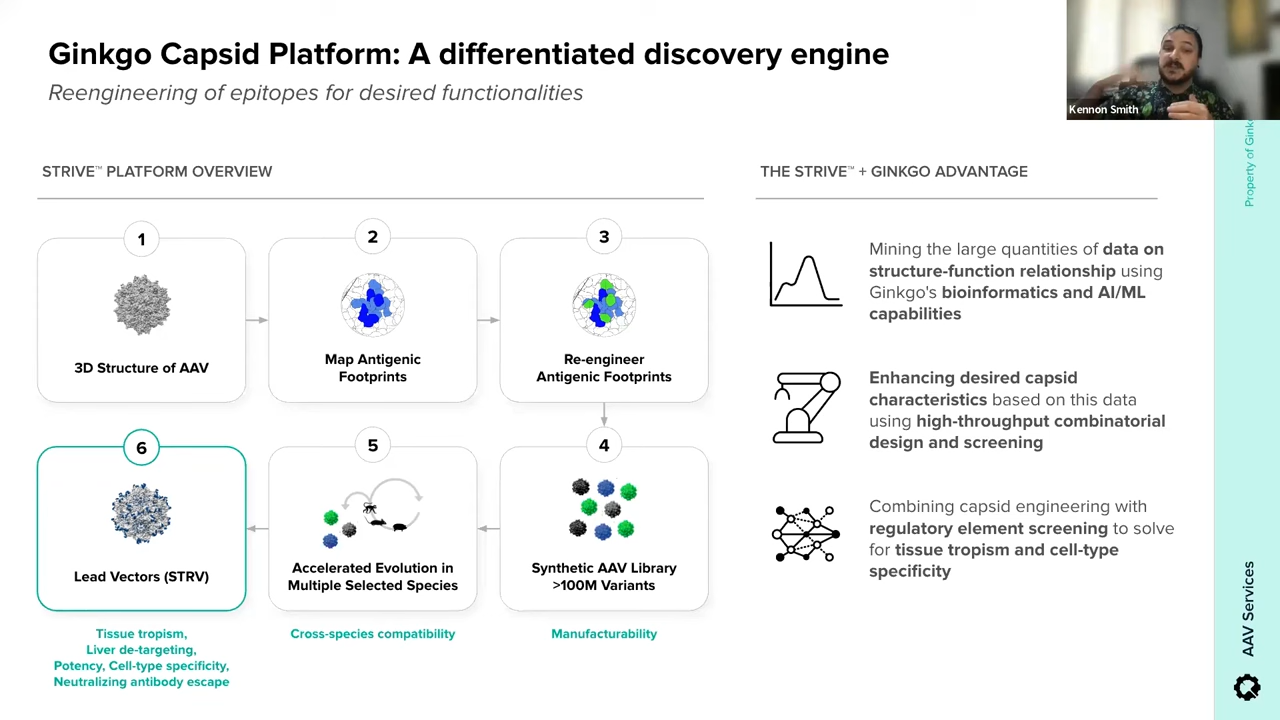 Ginkgo Capsid Platform: A differentiated discovery engine
Reengineering of epitopes for desired functionalities
Kennon Smith
Property of Ginkgo
STRIVE™ PLATFORM OVERVIEW
1
3D Structure of AAV
2
Map Antigenic
Footprints
3
Re-engineer
Antigenic Footprints
4
Synthetic AAV Library
>100M Variants
Manufacturability
5
Accelerated Evolution in
Multiple Selected Species
Cross-species compatibility
6
Lead Vectors (STRV)
Tissue tropism,
Liver de-targeting,
Potency, Cell-type specificity,
Neutralizing antibody escape
THE STRIVE™ + GINKGO ADVANTAGE
Mining the large quantities of data on
structure-function relationship using
Ginkgo's bioinformatics and AI/ML
capabilities
Enhancing desired capsid
characteristics based on this data
using high-throughput combinatorial
design and screening
Combining capsid engineering with
regulatory element screening to solve
for tissue tropism and cell-type
specificity
AAV Services